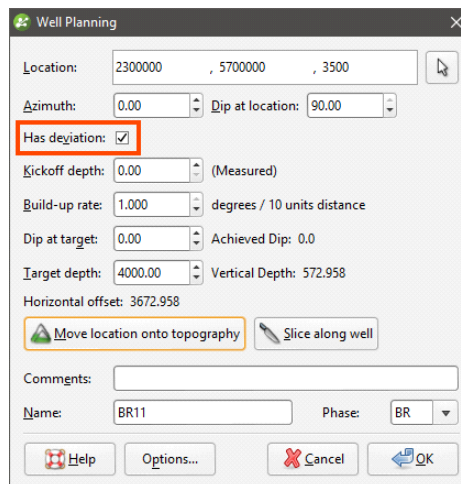 Well Planning
Location: 2300000 , 5700000 , 3500
Azimuth: 0.00 Dip at location: 90.00
Has deviation:
Kickoff depth: 0.00 (Measured)
Build-up rate: 1.000 degrees / 10 units distance
Dip at target: 0.00 Achieved Dip: 0.0
Target depth: 4000.00 Vertical Depth: 572.958
Horizontal offset: 3672.958
Move location onto topography Slice along well
Comments:
Name: BR11 Phase: BR
Help Options... Cancel OK